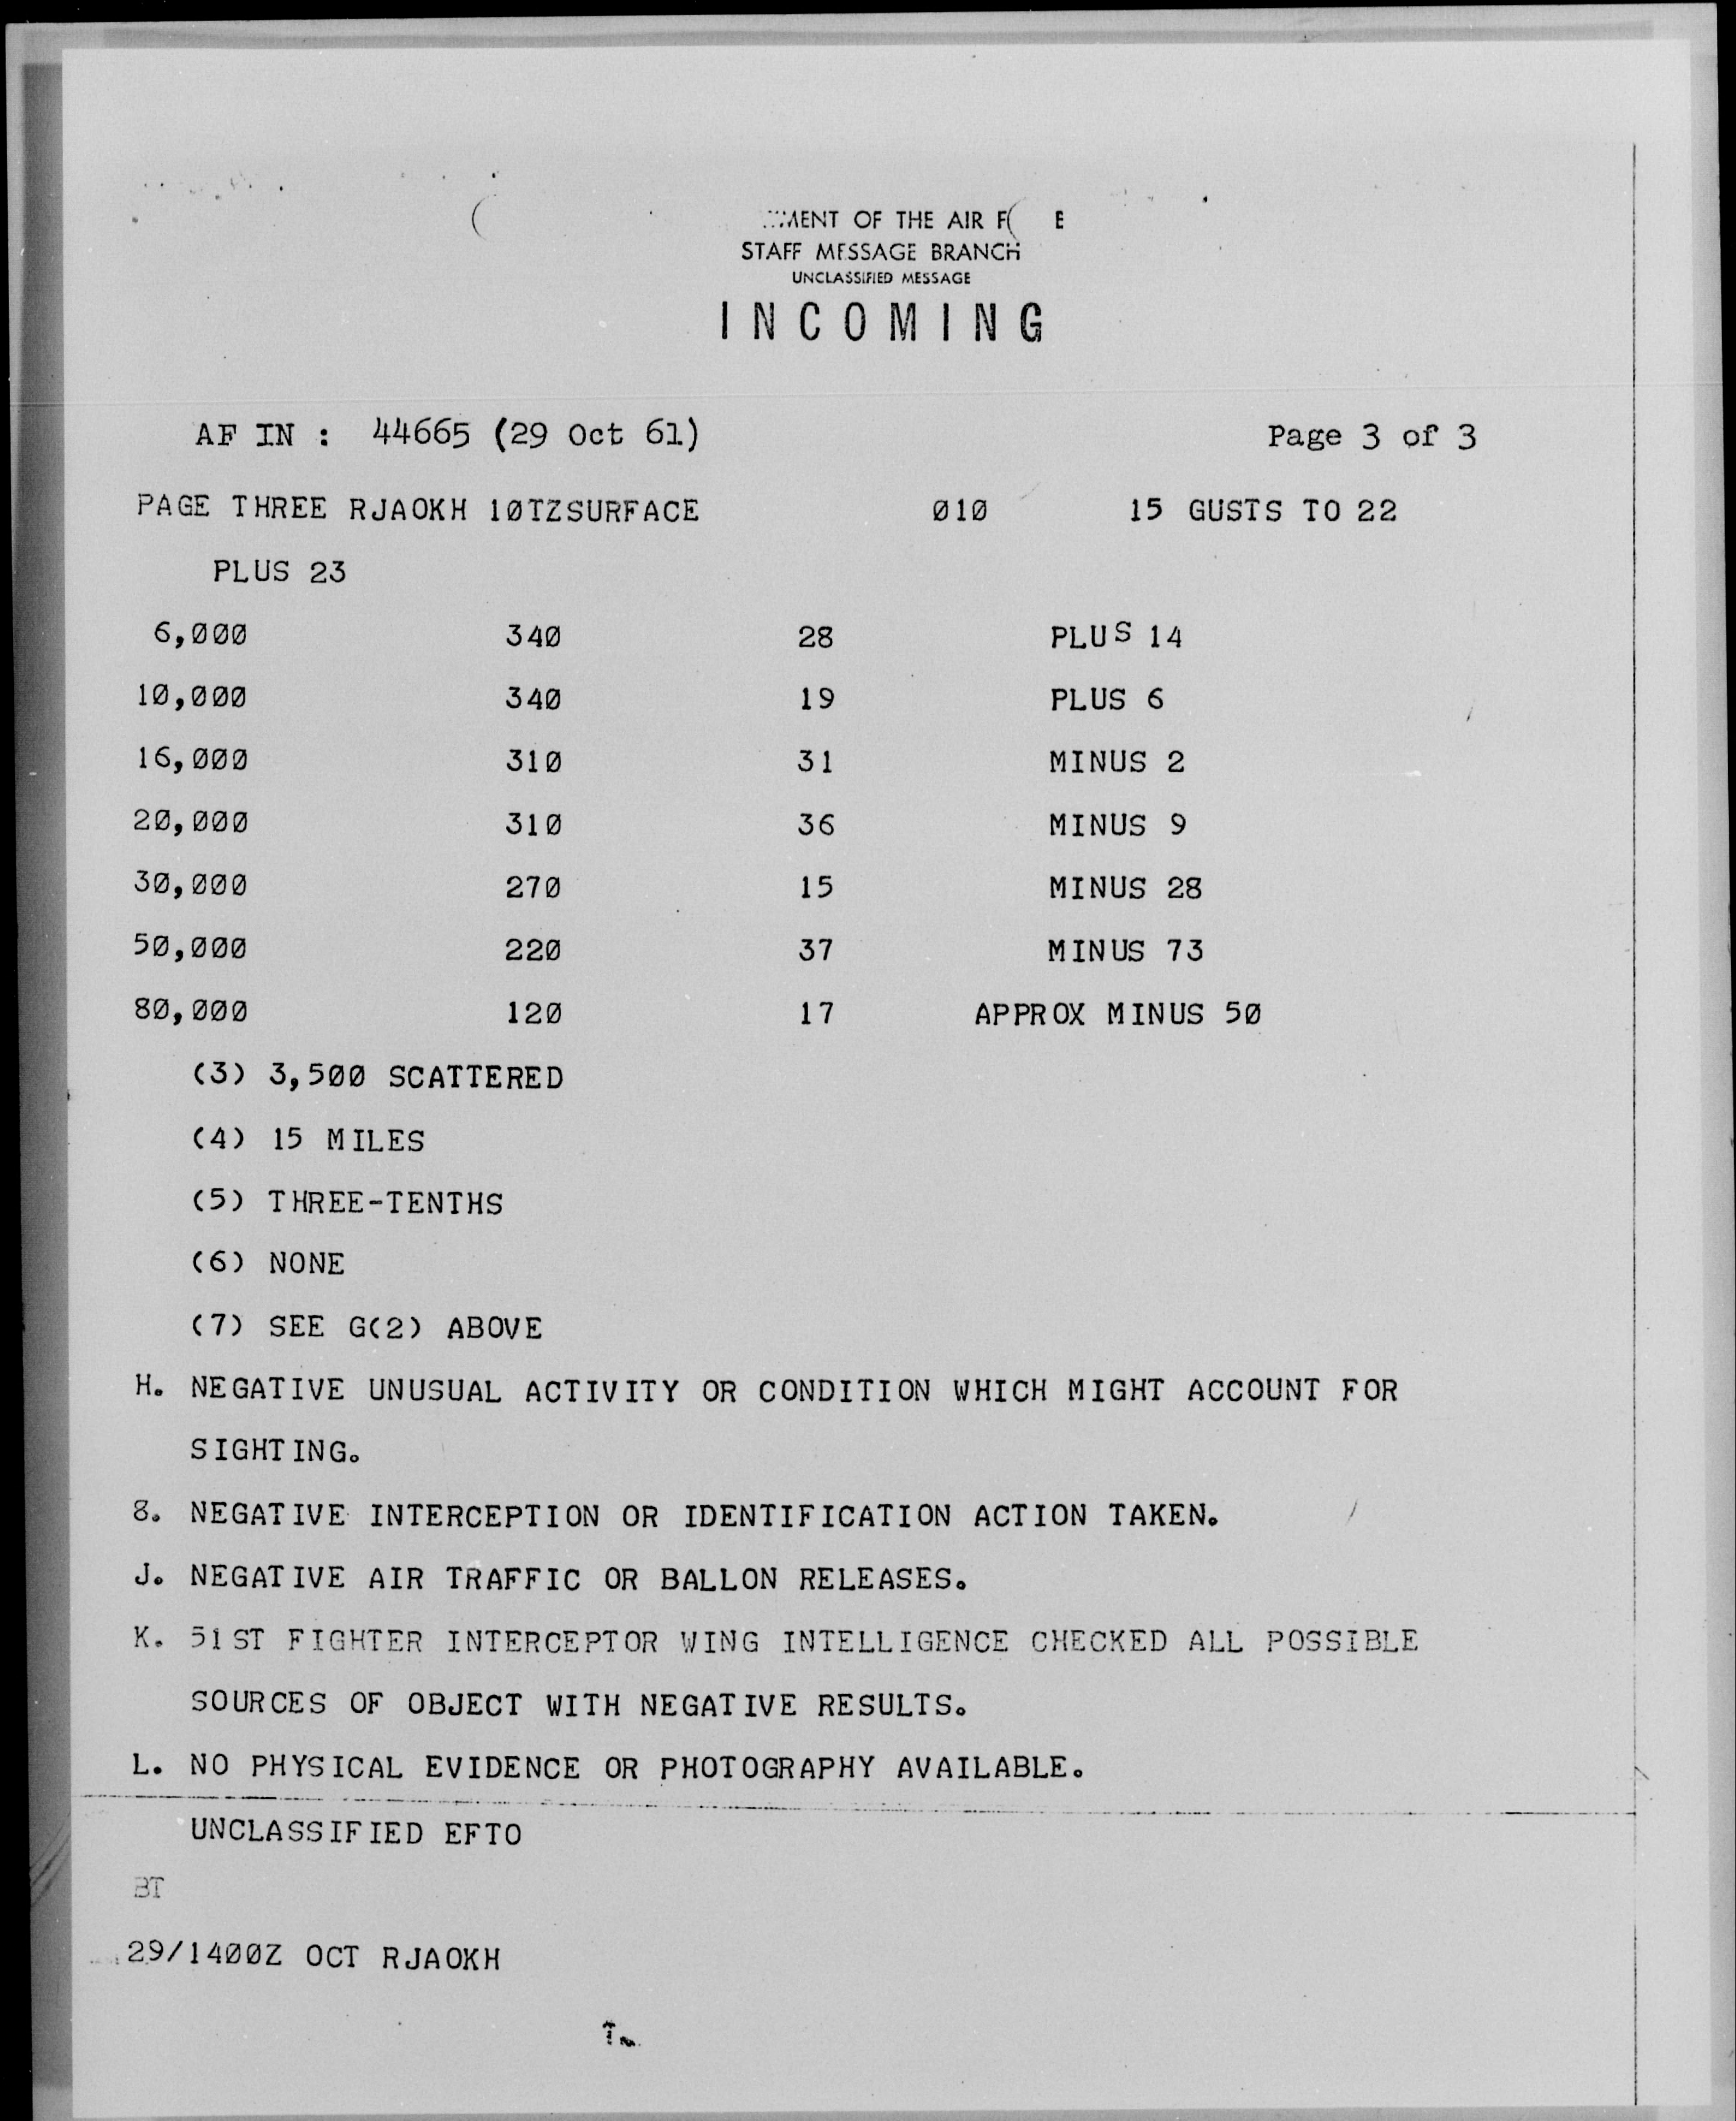 OF THE AIR
STAFF MESSAGE BRANCH
UNCLASSIFIED MESSAGE
INCOMING
AF IN : 44665 (29 Oct 61) Page 3 of 3
PAGE THREE RJAOKH 10TZSURFACE 010 15 GUSTS TO 22
PLUS 23
6,000 340 28 PLUS 14
10,000 340 19 PLUS 6
16,000 310 31 MINUS 2
20,000 310 36 MINUS 9
30,000 270 15 MINUS 28
50,000 220 37 MINUS 73
80,000 120 17 APPROX MINUS 50
(3) 3,500 SCATTERED
(4) 15 MILES
(5) THREE-TENTHS
(6) NONE
(7) SEE G(2) ABOVE
H. NEGATIVE UNUSUAL ACTIVITY OR CONDITION WHICH MIGHT ACCOUNT FOR
SIGHTING.
8. NEGATIVE INTERCEPTION OR IDENTIFICATION ACTION TAKEN.
J. NEGATIVE AIR TRAFFIC OR BALLON RELEASES.
K. 51ST FIGHTER INTERCEPTOR WING INTELLIGENCE CHECKED ALL POSSIBLE
SOURCES OF OBJECT WITH NEGATIVE RESULTS.
L. NO PHYSICAL EVIDENCE OR PHOTOGRAPHY AVAILABLE.
UNCLASSIFIED EFTO
BT
29/1400Z OCT RJAOKH